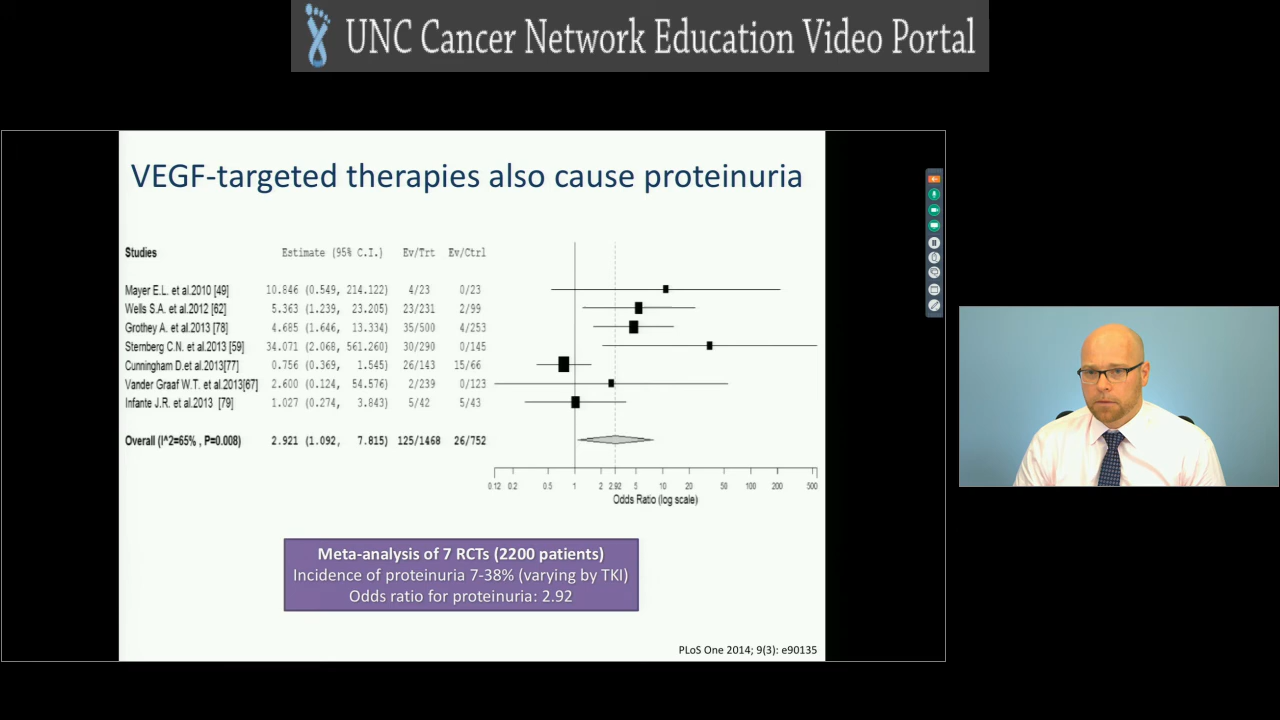 UNC Cancer Network Education Video Portal
VEGF-targeted therapies also cause proteinuria
Studies Estimate (95% C.I.) Ev/Trt Ev/Ctrl
Mayer E.L. et al.2010 [49] 10.846 (0.549, 214.122) 4/23 0/23
Wells S.A. et al.2012 [62] 5.363 (1.239, 23.205) 23/231 2/99
Grothey A. et al.2013 [78] 4.685 (1.646, 13.334) 35/500 4/253
Sternberg C.N. et al.2013 [59] 34.071 (2.068, 561.260) 30/290 0/145
Cunningham D.et al.2013[77] 0.756 (0.369, 1.545) 26/143 15/66
Vander Graaf W.T. et al.2013[67] 2.600 (0.124, 54.576) 2/239 0/123
Infante J.R. et al.2013 [79] 1.027 (0.274, 3.843) 5/42 5/43
Overall (I^2=65% , P=0.008) 2.921 (1.092, 7.815) 125/1468 26/752
0.12 0.2 0.5 1 2 2.92 5 10 20 50 100 200 500
Odds Ratio (log scale)
Meta-analysis of 7 RCTs (2200 patients)
Incidence of proteinuria 7-38% (varying by TKI)
Odds ratio for proteinuria: 2.92
PLoS One 2014; 9(3): e90135